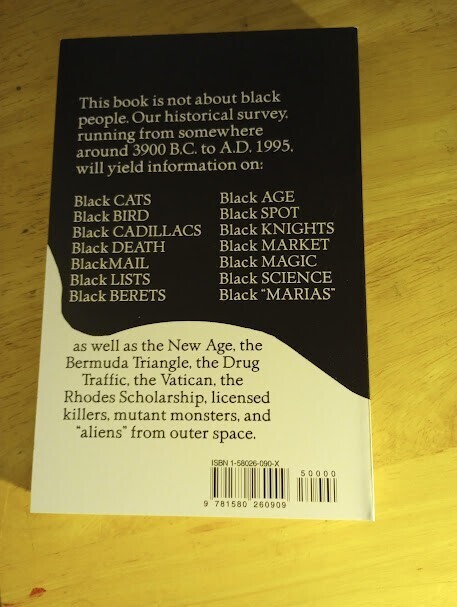 This book is not about black
people. Our historical survey,
running from somewhere
around 3900 B.C. to A.D. 1995,
will yield information on:
Black CATS
Black BIRD
Black CADILLACS
Black DEATH
BlackMAIL
Black LISTS
Black BERETS
Black AGE
Black SPOT
Black KNIGHTS
Black MARKET
Black MAGIC
Black SCIENCE
Black “MARIAS”
as well as the New Age, the
Bermuda Triangle, the Drug
Traffic, the Vatican, the
Rhodes Scholarship, licensed
killers, mutant monsters, and
“aliens” from outer space.
ISBN 1-58026-090-X
50000
9 781580 260909